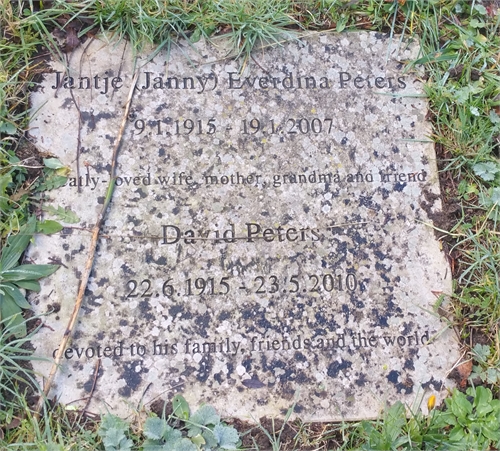 Jantje (Janny) Everdina Peters
9.1.1915 - 19.1.2007
loved wife, mother, grandma and friend
David Peters
22.6.1915 - 23.5.2010
devoted to his family, friends and the world